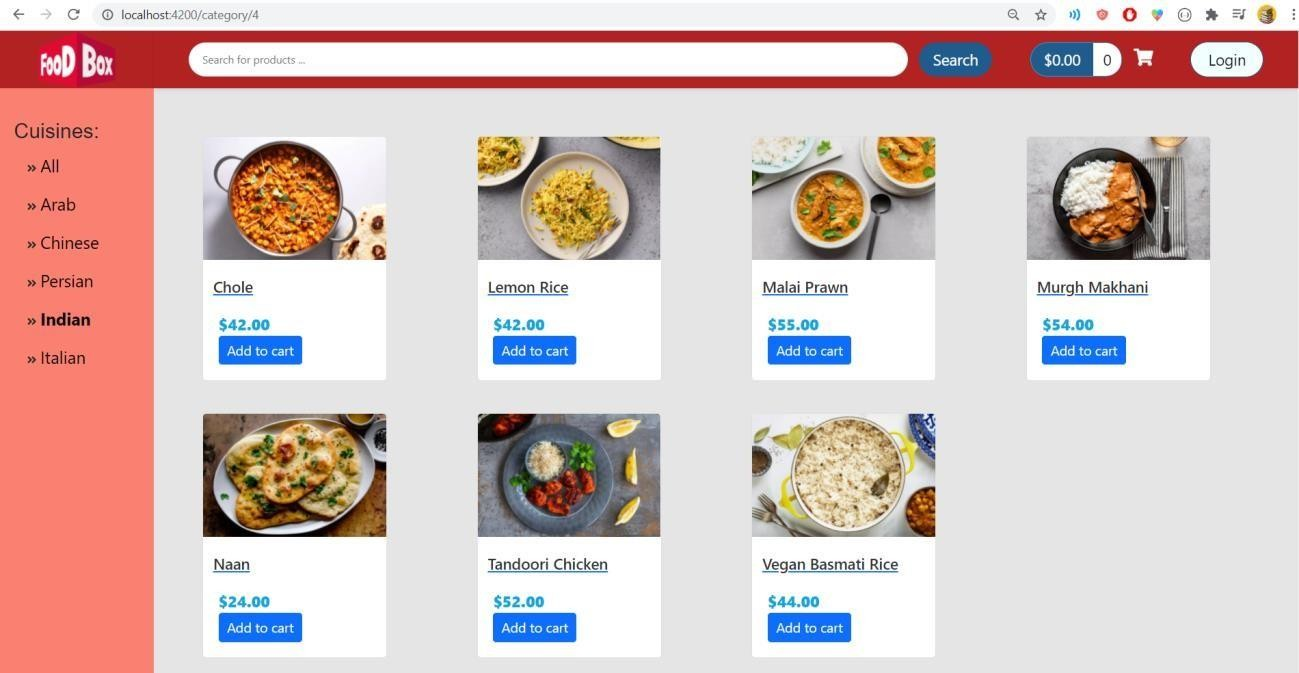 localhost:4200/category/4
FooD Box
Search for products ...
Search
$0.00 0
Login
Cuisines:
» All
» Arab
» Chinese
» Persian
» Indian
» Italian
Chole
$42.00
Add to cart
Lemon Rice
$42.00
Add to cart
Malai Prawn
$55.00
Add to cart
Murgh Makhani
$54.00
Add to cart
Naan
$24.00
Add to cart
Tandoori Chicken
$52.00
Add to cart
Vegan Basmati Rice
$44.00
Add to cart